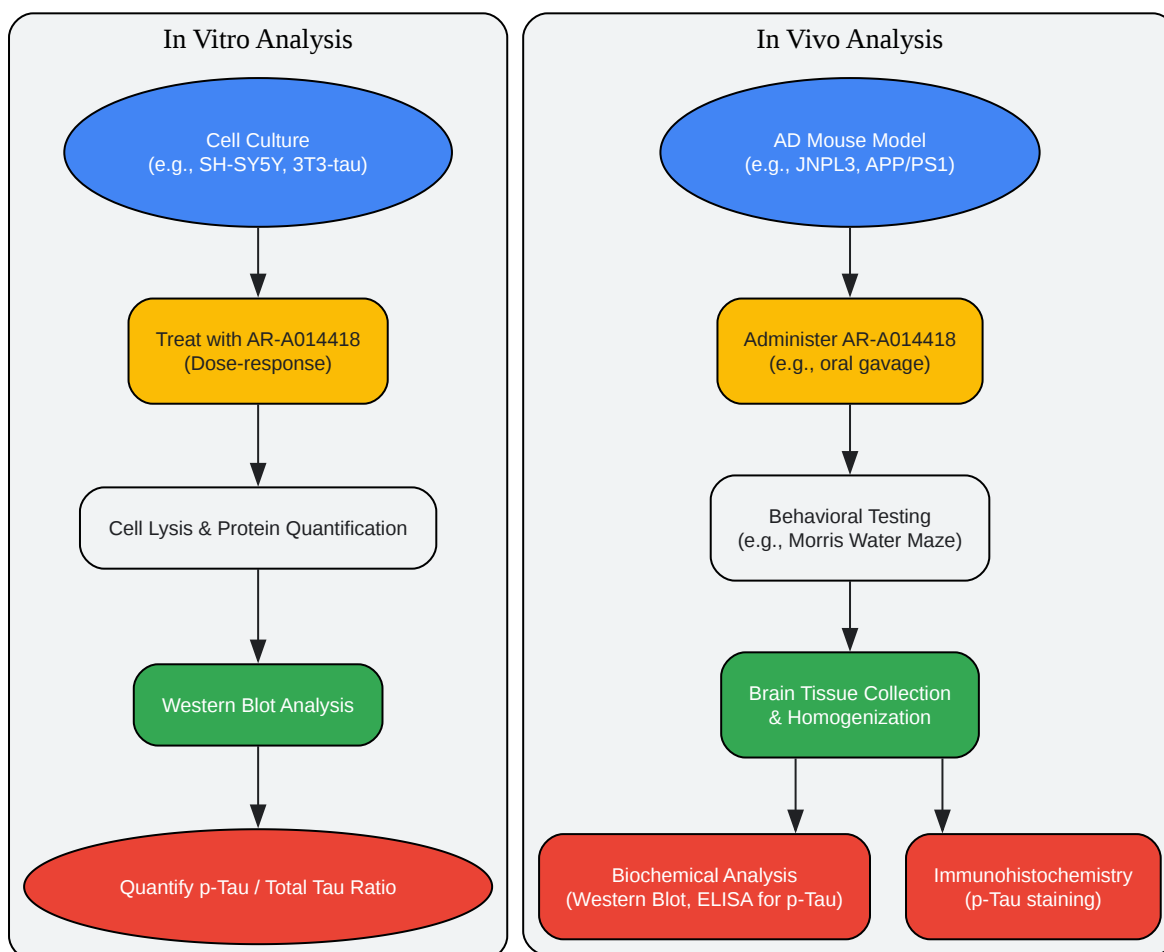 In Vitro Analysis
Cell Culture
(e.g., SH-SY5Y, 3T3-tau)
Treat with AR-A014418
(Dose-response)
Cell Lysis & Protein Quantification
Western Blot Analysis
Quantify p-Tau / Total Tau Ratio
In Vivo Analysis
AD Mouse Model
(e.g., JNPL3, APP/PS1)
Administer AR-A014418
(e.g., oral gavage)
Behavioral Testing
(e.g., Morris Water Maze)
Brain Tissue Collection
& Homogenization
Biochemical Analysis
(Western Blot, ELISA for p-Tau)
Immunohistochemistry
(p-Tau staining)